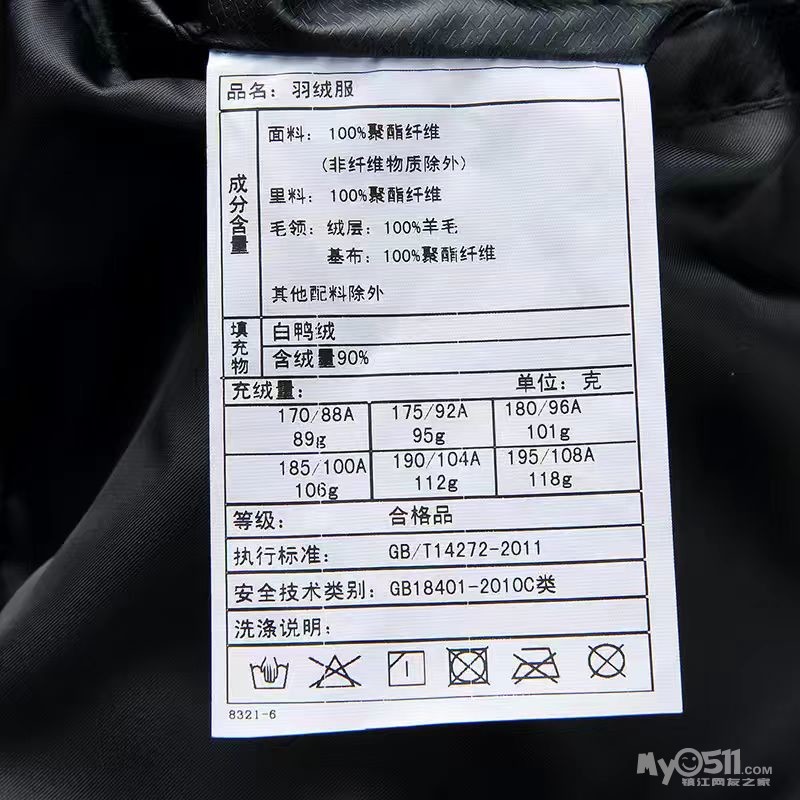 品名：羽绒服
成分含量
面料：100%聚酯纤维
(非纤维物质除外)
里料：100%聚酯纤维
毛领：绒层：100%羊毛
基布：100%聚酯纤维
其他配料除外
填充物
白鸭绒
含绒量90%
充绒量： 单位：克
170/88A 175/92A 180/96A
89g 95g 101g
185/100A 190/104A 195/108A
106g 112g 118g
等级： 合格品
执行标准： GB/T14272-2011
安全技术类别：GB18401-2010C类
洗涤说明：
8321-6
My0511.com
镇江网友之家